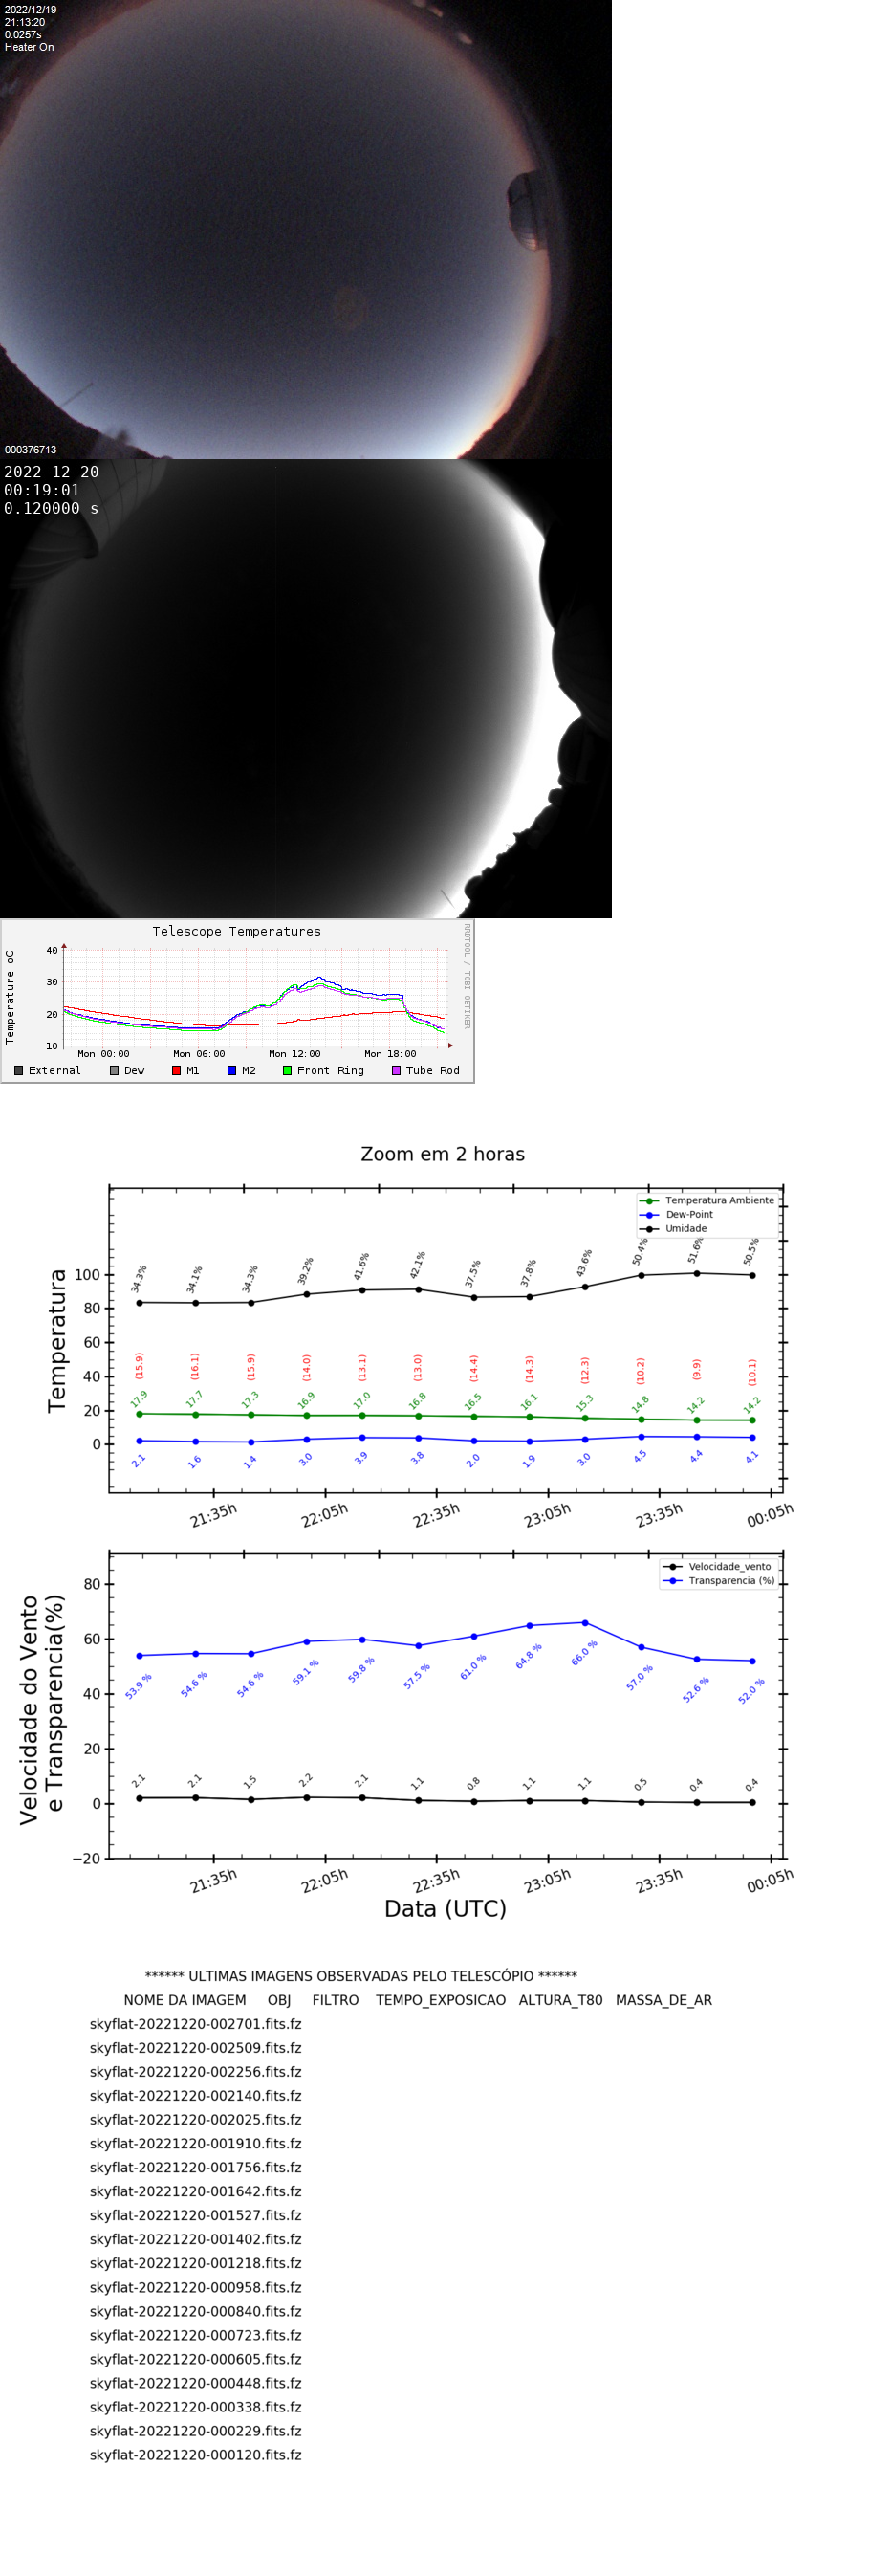 2022/12/19
21:13:20
0.0257s
Heater On
000376713
2022-12-20
00:19:01
0.120000 s
Telescope Temperatures
RRDTOOL / TOBI OETIKER
Temperature oC
40
30
20
10
Mon 00:00 Mon 06:00 Mon 12:00 Mon 18:00
External Dew M1 M2 Front Ring Tube Rod
Zoom em 2 horas
Temperatura Ambiente
Dew-Point
Umidade
Temperatura
100
80
60
40
20
0
34.3% 34.1% 34.3% 39.2% 41.6% 42.1% 37.5% 37.8% 43.6% 50.4% 51.6% 50.5%
(15.9) (16.1) (15.9) (14.0) (13.1) (13.0) (14.4) (14.3) (12.3) (10.2) (9.9) (10.1)
17.9 17.7 17.3 16.9 17.0 16.8 16.5 16.1 15.3 14.8 14.2 14.2
2.1 1.6 1.4 3.0 3.9 3.8 2.0 1.9 3.0 4.5 4.4 4.1
21:35h 22:05h 22:35h 23:05h 23:35h 00:05h
Velocidade_vento
Transparencia (%)
Velocidade do Vento
e Transparencia(%)
80
60
40
20
0
−20
53.9 % 54.6 % 54.6 % 59.1 % 59.8 % 57.5 % 61.0 % 64.8 % 66.0 % 57.0 % 52.6 % 52.0 %
2.1 2.1 1.5 2.2 2.1 1.1 0.8 1.1 1.1 0.5 0.4 0.4
21:35h 22:05h 22:35h 23:05h 23:35h 00:05h
Data (UTC)
****** ULTIMAS IMAGENS OBSERVADAS PELO TELESCÓPIO ******
NOME DA IMAGEM OBJ FILTRO TEMPO_EXPOSICAO ALTURA_T80 MASSA_DE_AR
skyflat-20221220-002701.fits.fz
skyflat-20221220-002509.fits.fz
skyflat-20221220-002256.fits.fz
skyflat-20221220-002140.fits.fz
skyflat-20221220-002025.fits.fz
skyflat-20221220-001910.fits.fz
skyflat-20221220-001756.fits.fz
skyflat-20221220-001642.fits.fz
skyflat-20221220-001527.fits.fz
skyflat-20221220-001402.fits.fz
skyflat-20221220-001218.fits.fz
skyflat-20221220-000958.fits.fz
skyflat-20221220-000840.fits.fz
skyflat-20221220-000723.fits.fz
skyflat-20221220-000605.fits.fz
skyflat-20221220-000448.fits.fz
skyflat-20221220-000338.fits.fz
skyflat-20221220-000229.fits.fz
skyflat-20221220-000120.fits.fz